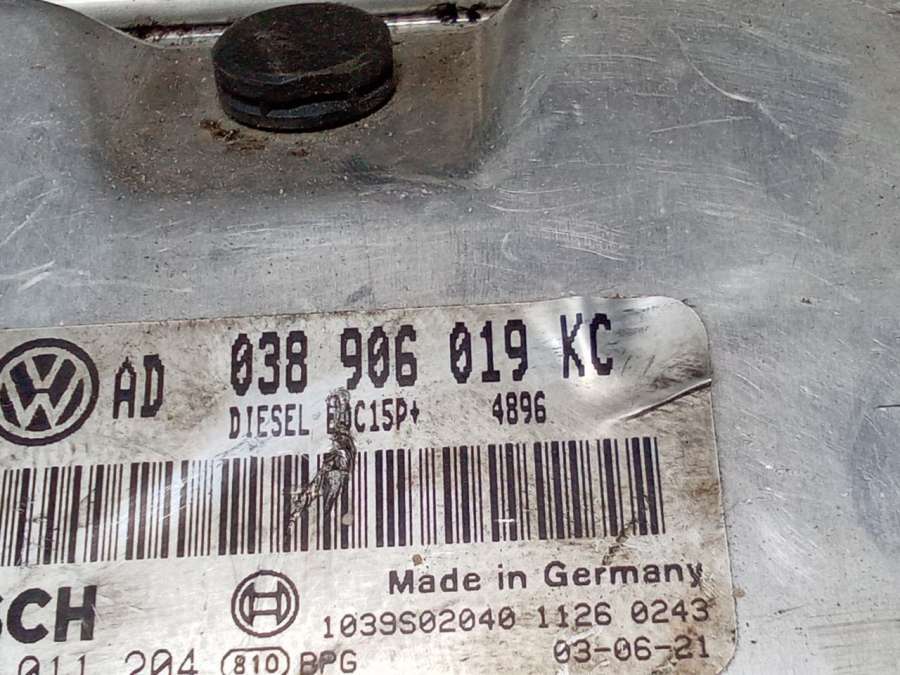 AD 038 906 019 KC
DIESEL EDC15P+ 4896
SCH Made in Germany
1039S02040 1126 0243
011 204 810 BPG 03-06-21